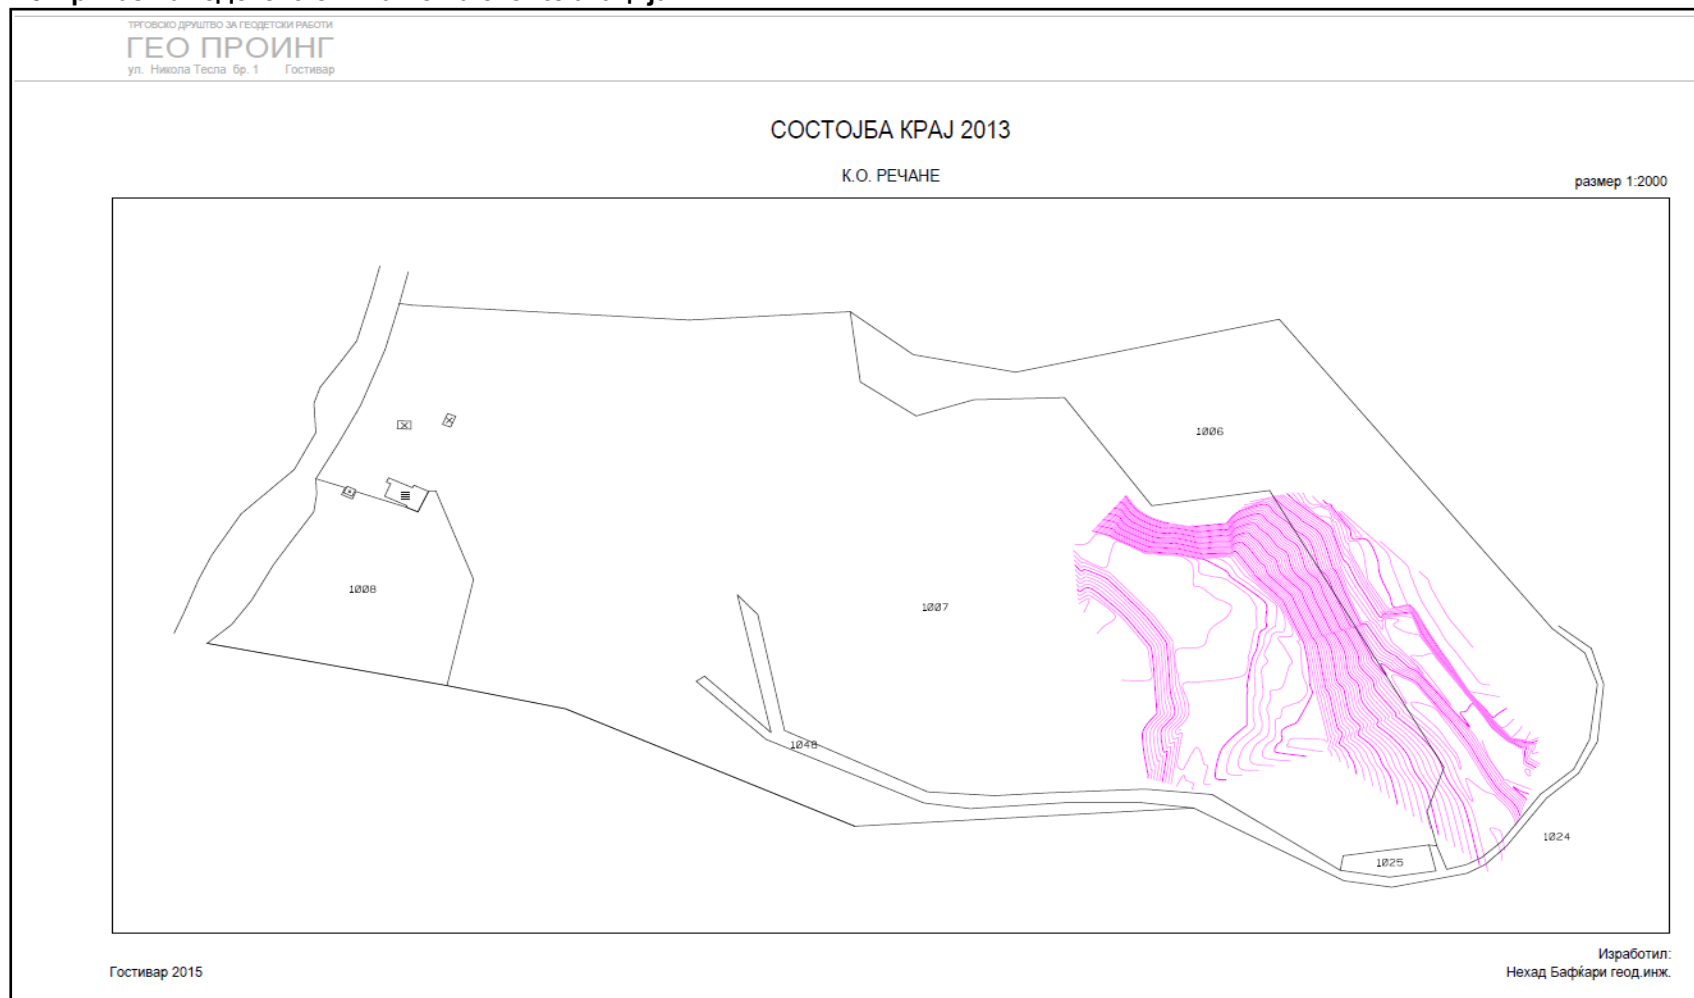 ТРГОВСКО ДРУШТВО ЗА ГЕОДЕТСКИ РАБОТИ
ГЕО ПРОИНГ
ул. Никола Тесла бр. 1 Гостивар
СОСТОЈБА КРАЈ 2013
К.О. РЕЧАНЕ
размер 1:2000
1006
1008
1007
1048
1024
1025
Изработил:
Гостивар 2015
Нехад Бафќари геод.инж.